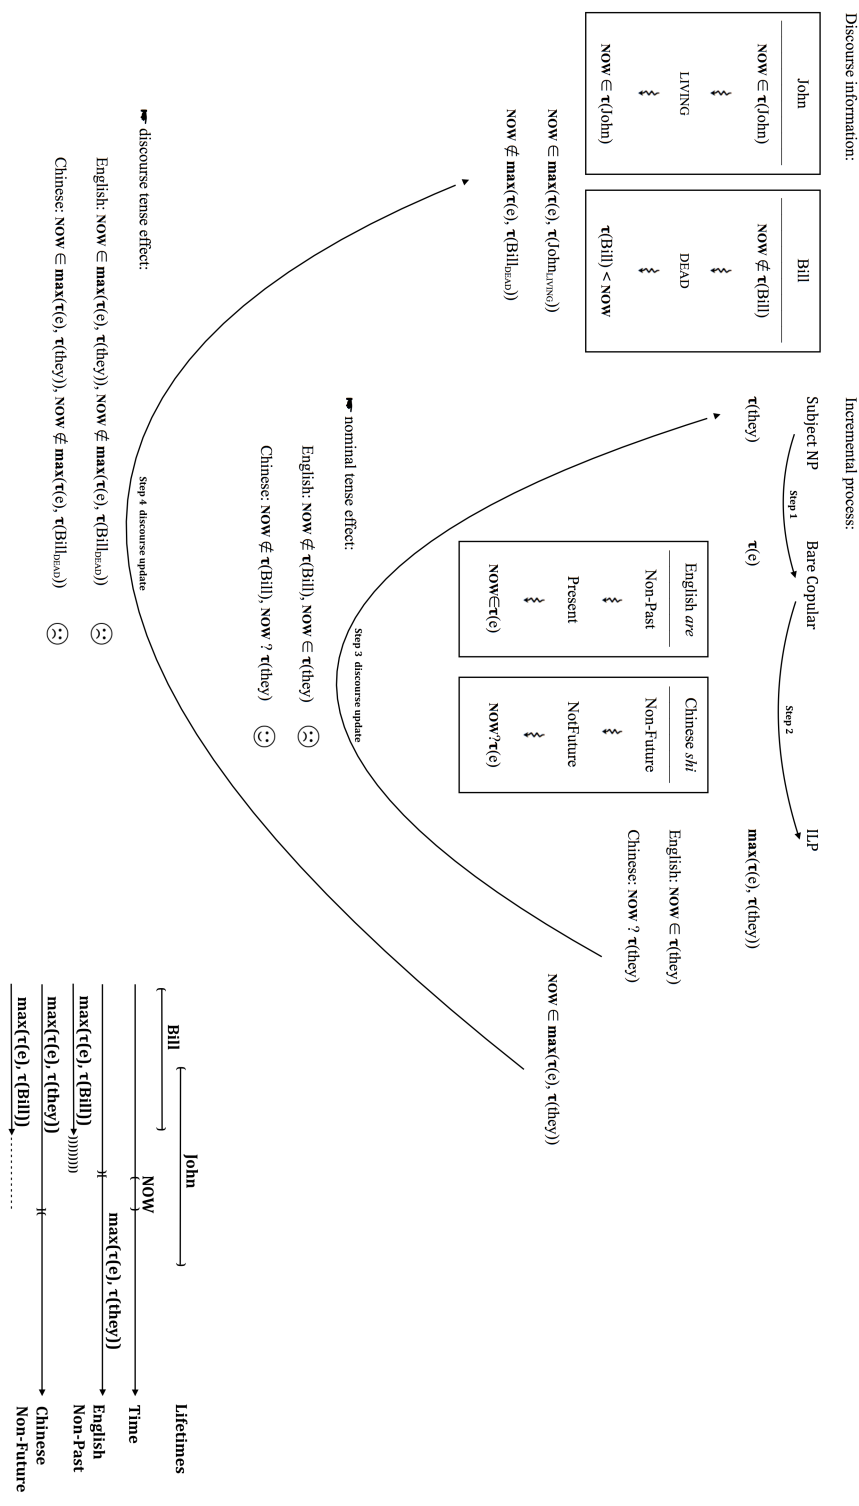 Discourse information:
John
NOW ∈ τ(John)
LIVING
NOW ∈ τ(John)
Bill
NOW ∉ τ(Bill)
DEAD
τ(Bill) < NOW
NOW ∈ max(τ(e), τ(John_LIVING))
NOW ∉ max(τ(e), τ(Bill_DEAD))
Incremental process:
Subject NP
Step 1
Bare Copular
Step 2
ILP
τ(they)
τ(e)
max(τ(e), τ(they))
English are
Non-Past
Present
NOW∈τ(e)
Chinese shi
Non-Future
NotFuture
NOW?τ(e)
English: NOW ∈ τ(they)
Chinese: NOW ? τ(they)
NOW ∈ max(τ(e), τ(they))
Step 3 discourse update
☛ nominal tense effect:
English: NOW ∉ τ(Bill), NOW ∈ τ(they) ☹
Chinese: NOW ∉ τ(Bill), NOW ? τ(they) ☺
Step 4 discourse update
☛ discourse tense effect:
English: NOW ∈ max(τ(e), τ(they)), NOW ∉ max(τ(e), τ(Bill_DEAD)) ☹
Chinese: NOW ∈ max(τ(e), τ(they)), NOW ∉ max(τ(e), τ(Bill_DEAD)) ☹
John
Bill
Lifetimes
NOW
( )
Time
max(τ(e), τ(they))
)(
English
max(τ(e), τ(Bill))
)))))))))
Non-Past
max(τ(e), τ(they))
)(
Chinese
max(τ(e), τ(Bill))
Non-Future